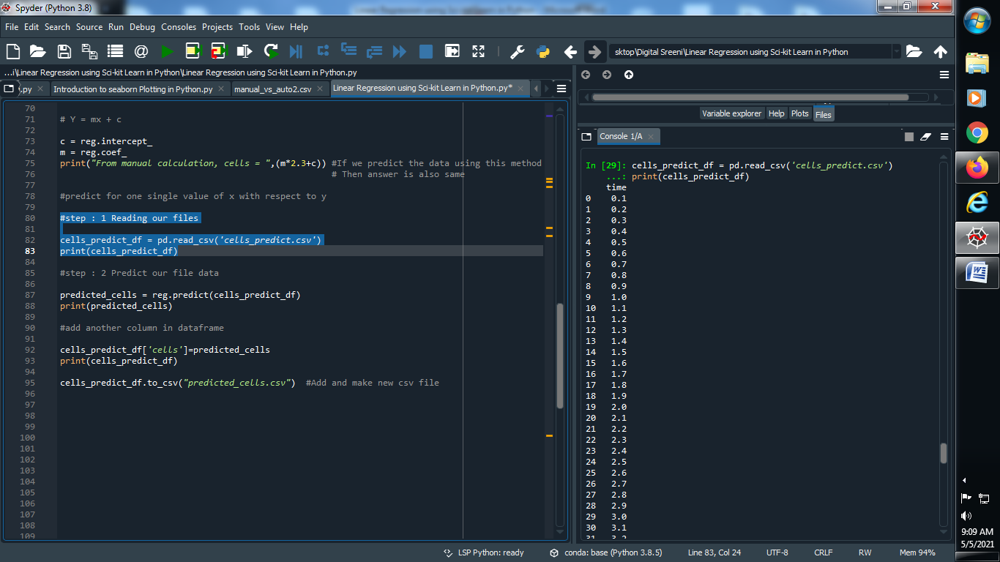 Spyder (Python 3.8)
File Edit Search Source Run Debug Consoles Projects Tools View Help
sktop\Digital Sreeni\Linear Regression using Sci-kit Learn in Python
...i\Linear Regression using Sci-kit Learn in Python\Linear Regression using Sci-kit Learn in Python.py
.py Introduction to seaborn Plotting in Python.py manual_vs_auto2.csv Linear Regression using Sci-kit Learn in Python.py*
70
71 # Y = mx + c
72
73 c = reg.intercept_
74 m = reg.coef_
75 print("From manual calculation, cells = ",(m*2.3+c)) #If we predict the data using this method
76 # Then answer is also same
77
78 #predict for one single value of x with respect to y
79
80 #step : 1 Reading our files
81
82 cells_predict_df = pd.read_csv('cells_predict.csv')
83 print(cells_predict_df)
84
85 #step : 2 Predict our file data
86
87 predicted_cells = reg.predict(cells_predict_df)
88 print(predicted_cells)
89
90 #add another column in dataframe
91
92 cells_predict_df['cells']=predicted_cells
93 print(cells_predict_df)
94
95 cells_predict_df.to_csv("predicted_cells.csv") #Add and make new csv file
96
97
98
99
100
101
102
103
104
105
106
107
108
109
Variable explorer Help Plots Files
Console 1/A
In [29]: cells_predict_df = pd.read_csv('cells_predict.csv')
...: print(cells_predict_df)
time
0 0.1
1 0.2
2 0.3
3 0.4
4 0.5
5 0.6
6 0.7
7 0.8
8 0.9
9 1.0
10 1.1
11 1.2
12 1.3
13 1.4
14 1.5
15 1.6
16 1.7
17 1.8
18 1.9
19 2.0
20 2.1
21 2.2
22 2.3
23 2.4
24 2.5
25 2.6
26 2.7
27 2.8
28 2.9
29 3.0
30 3.1
31 3.2
LSP Python: ready conda: base (Python 3.8.5) Line 83, Col 24 UTF-8 CRLF RW Mem 94%
9:09 AM
5/5/2021